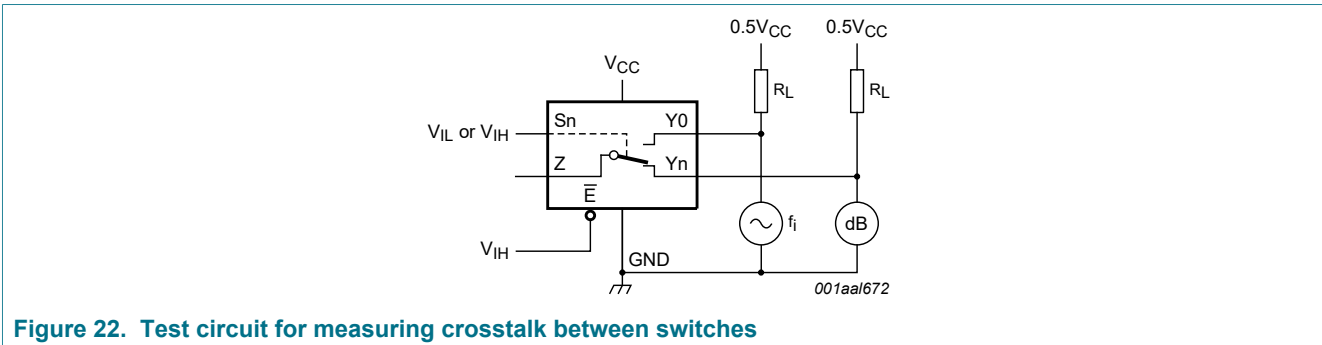 0.5VCC 0.5VCC
VCC
RL RL
Sn Y0
VIL or VIH
Z Yn
E̅
fi dB
VIH
GND
001aal672
Figure 22. Test circuit for measuring crosstalk between switches